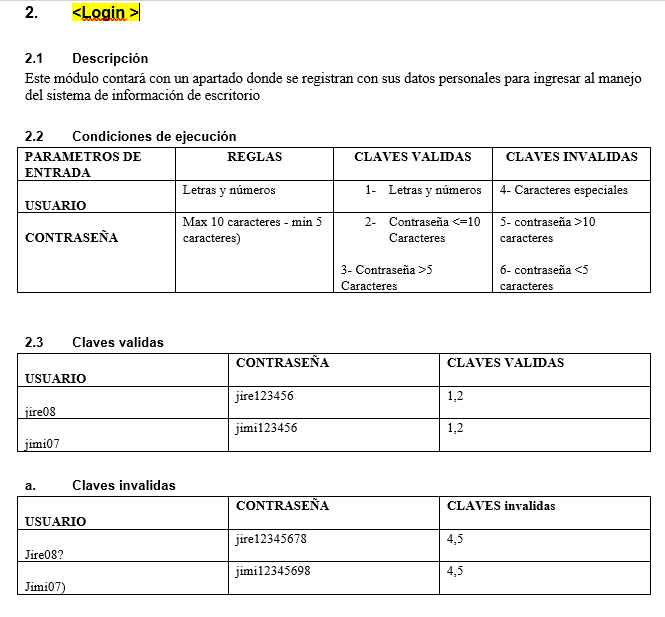 2. <Login >
2.1 Descripción
Este módulo contará con un apartado donde se registran con sus datos personales para ingresar al manejo
del sistema de información de escritorio
2.2 Condiciones de ejecución
PARAMETROS DE ENTRADA REGLAS CLAVES VALIDAS CLAVES INVALIDAS
USUARIO Letras y números 1- Letras y números 4- Caracteres especiales
CONTRASEÑA Max 10 caracteres - min 5 caracteres) 2- Contraseña <=10 Caracteres 5- contraseña >10 caracteres
3- Contraseña >5 Caracteres 6- contraseña <5 caracteres
2.3 Claves validas
USUARIO CONTRASEÑA CLAVES VALIDAS
jire08 jire123456 1,2
jimi07 jimi123456 1,2
a. Claves invalidas
USUARIO CONTRASEÑA CLAVES invalidas
Jire08? jire12345678 4,5
Jimi07) jimi12345698 4,5